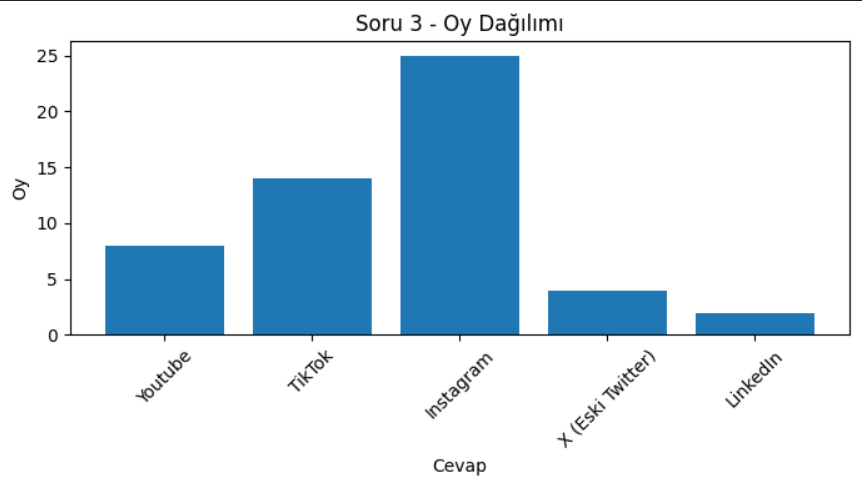 Soru 3 - Oy Dağılımı
25
20
15
10
5
0
Oy
Youtube
TikTok
Instagram
X (Eski Twitter)
LinkedIn
Cevap